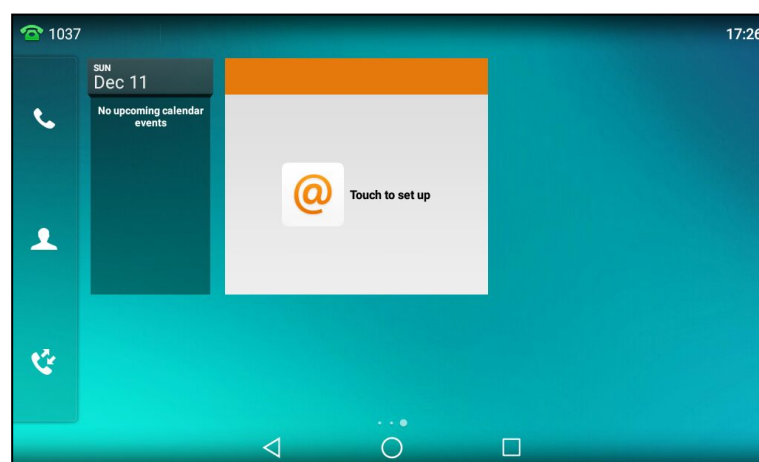 1037
17:26
SUN
Dec 11
No upcoming calendar
events
@ Touch to set up